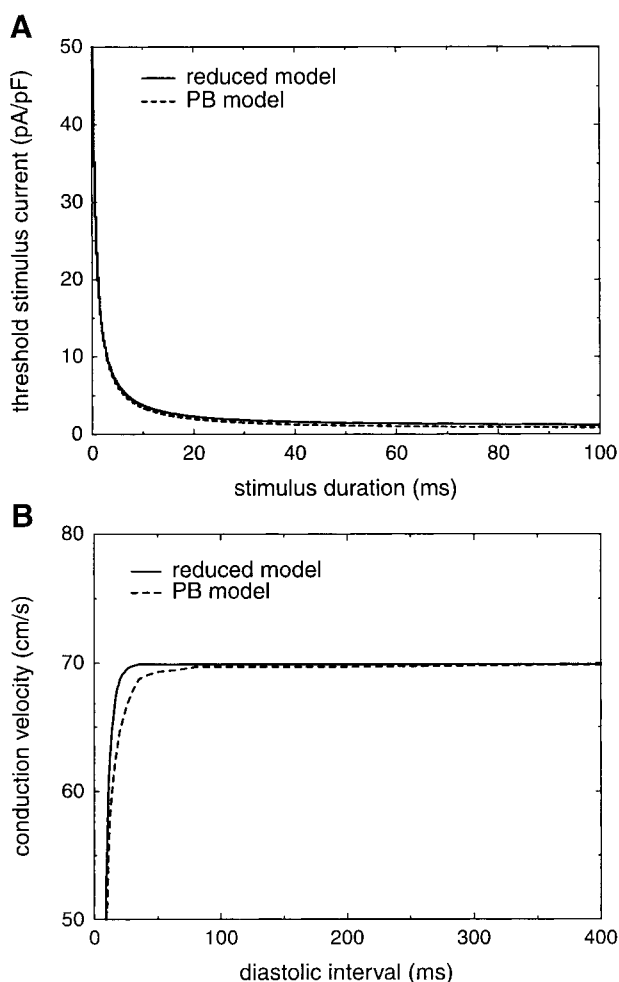 A
threshold stimulus current (pA/pF)
50
40
30
20
10
0
reduced model
PB model
0 20 40 60 80 100
stimulus duration (ms)
B
conduction velocity (cm/s)
80
70
60
50
reduced model
PB model
0 100 200 300 400
diastolic interval (ms)